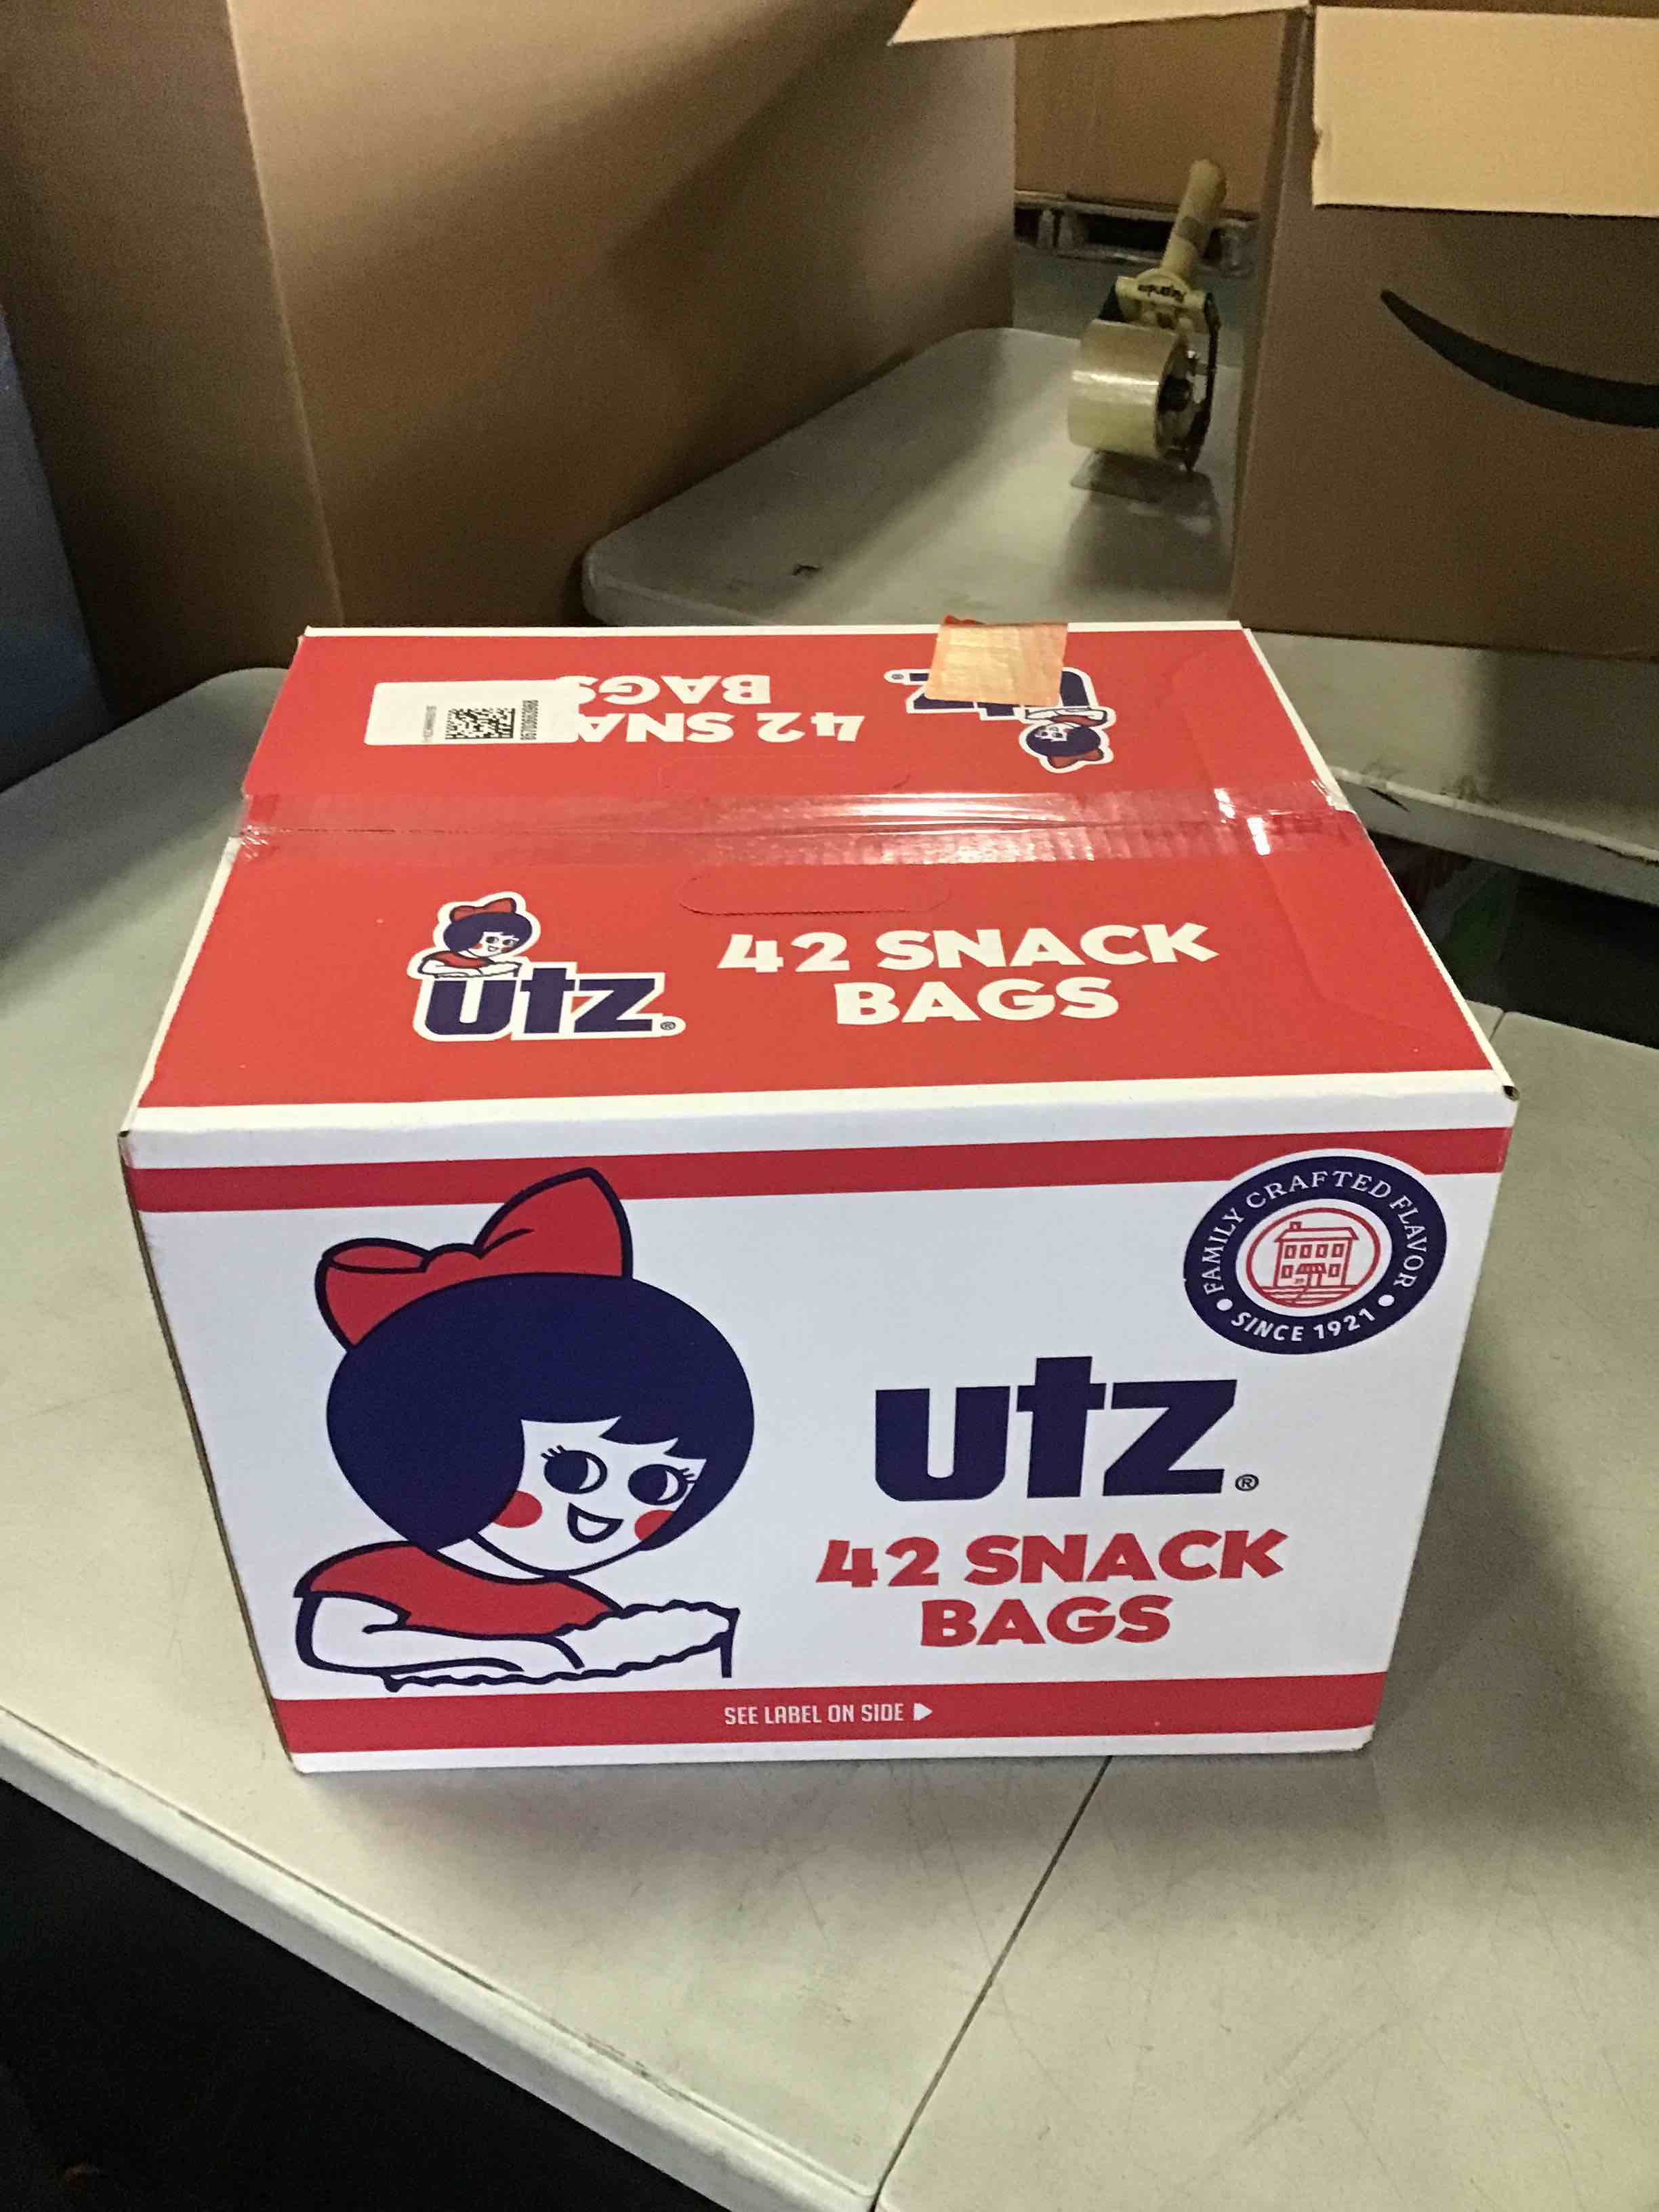 42 SNA
BAGS
utz®
42 SNACK
BAGS
FAMILY CRAFTED FLAVOR
• SINCE 1921 •
utz®
42 SNACK
BAGS
SEE LABEL ON SIDE